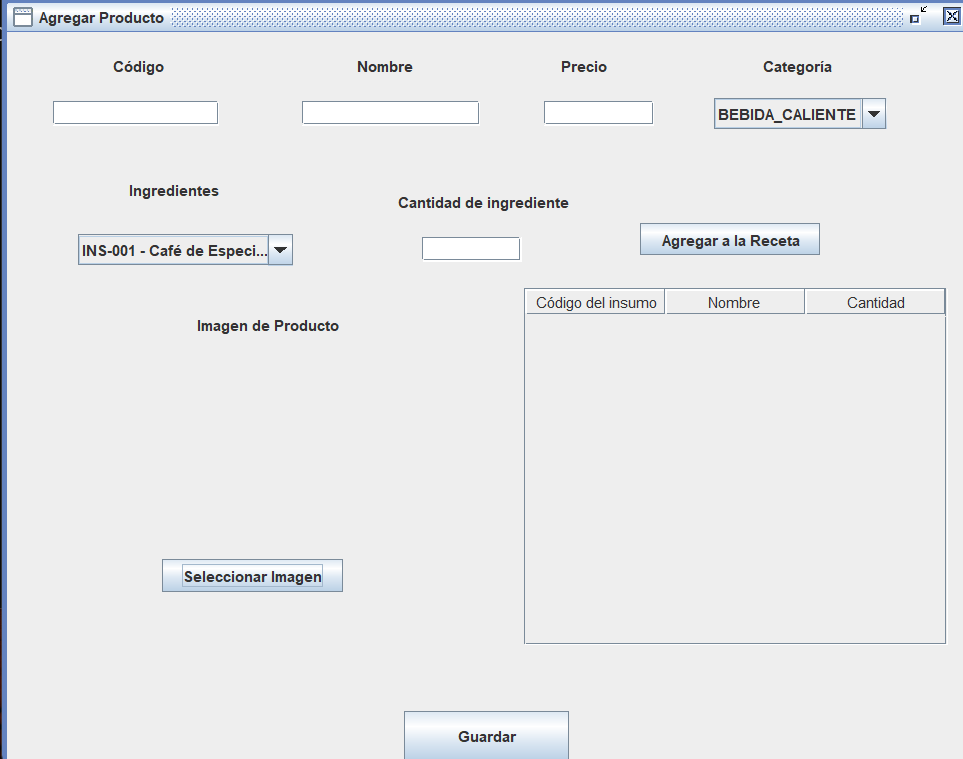 Agregar Producto
Código Nombre Precio Categoría
BEBIDA_CALIENTE
Ingredientes
Cantidad de ingrediente
INS-001 - Café de Especi...
Agregar a la Receta
Código del insumo Nombre Cantidad
Imagen de Producto
Seleccionar Imagen
Guardar